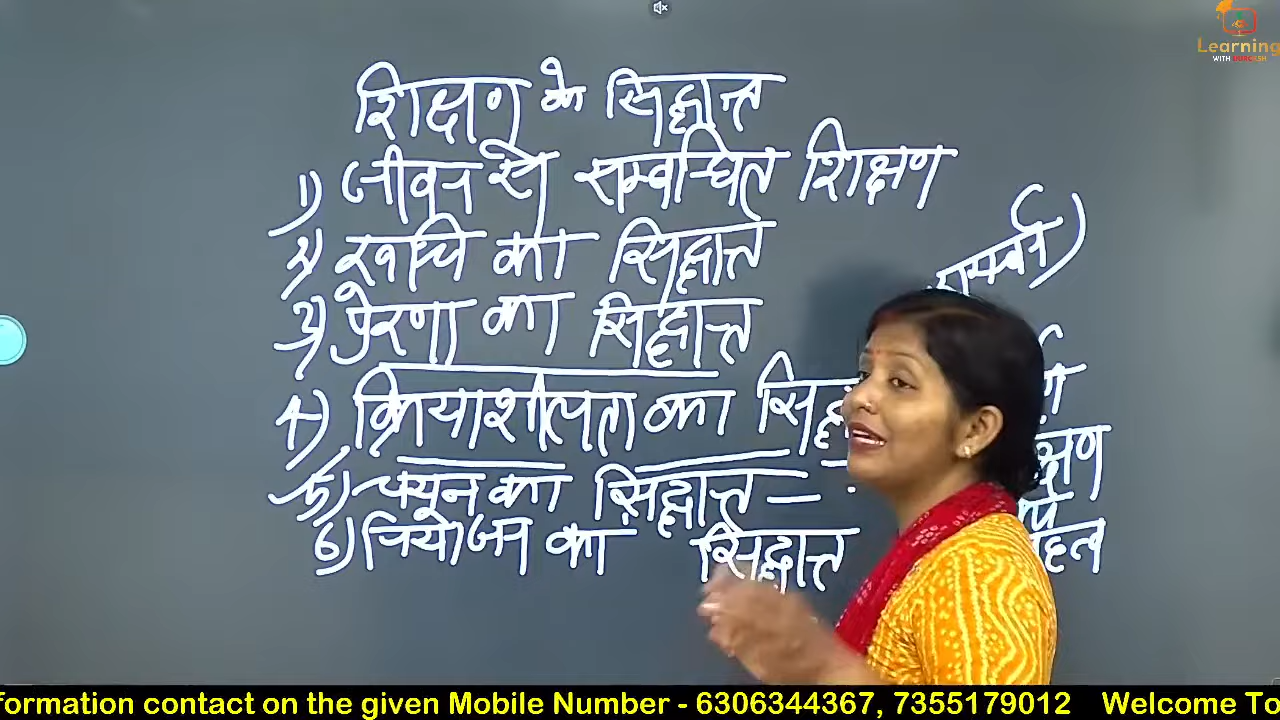 शिक्षण के सिद्धान्त
1) जीवन से सम्बन्धित शिक्षण
2) रूचि का सिद्धान्त
3) प्रेरणा का सिद्धान्त
4) क्रियाशीलता का
5) चयन का सिद्धान्त –
6) नियोजन का सिद्धान्त
Learning
formation contact on the given Mobile Number - 6306344367, 7355179012 Welcome To